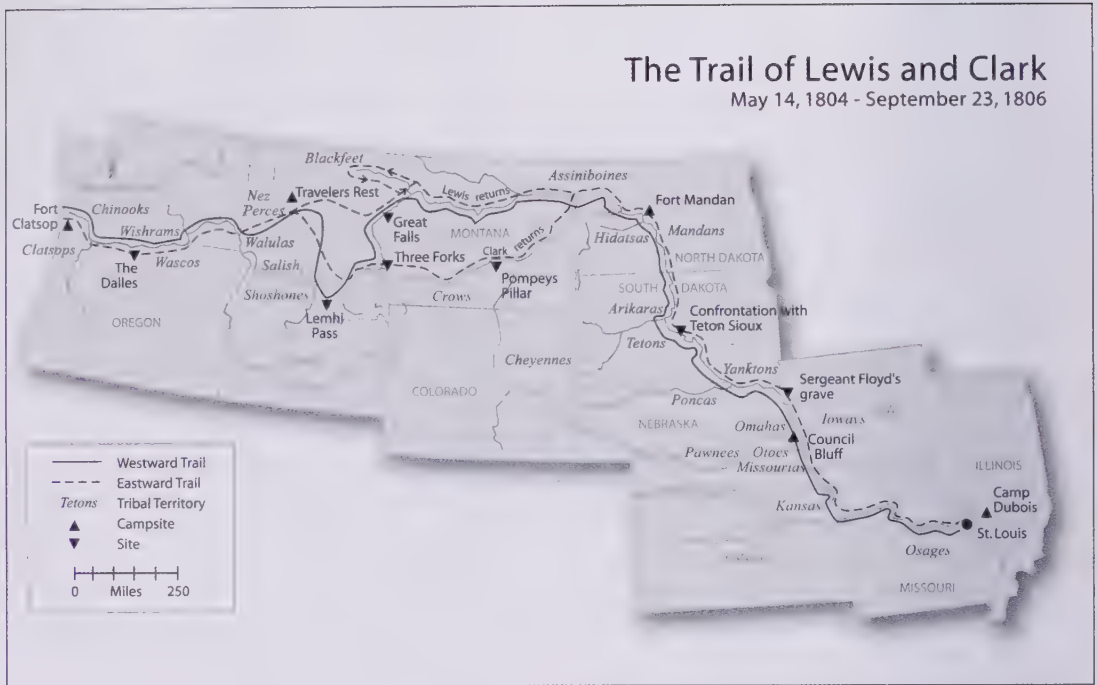 The Trail of Lewis and Clark
May 14, 1804 - September 23, 1806
Blackfeet
Assiniboines
Nez
Perces
Travelers Rest
Lewis returns
Fort Mandan
Fort
Clatsop
Chinooks
Wishrams
Great
Falls
MONTANA
Hidatsas
Mandans
Clatsops
Walulas
Clark returns
NORTH DAKOTA
The
Dalles
Wascos
Salish
Three Forks
Pompeys
Pillar
SOUTH DAKOTA
Shoshones
Crows
Arikaras
Confrontation with
Teton Sioux
OREGON
Lemhi
Pass
Tetons
Cheyennes
Yanktons
Sergeant Floyd's
grave
COLORADO
Poncas
NEBRASKA
Omahas
Ioways
Council
Bluff
Pawnees Otoes
Missourias
ILLINOIS
Camp
Dubois
Kansas
St. Louis
Osages
MISSOURI
Westward Trail
Eastward Trail
Tetons Tribal Territory
Campsite
Site
0 Miles 250